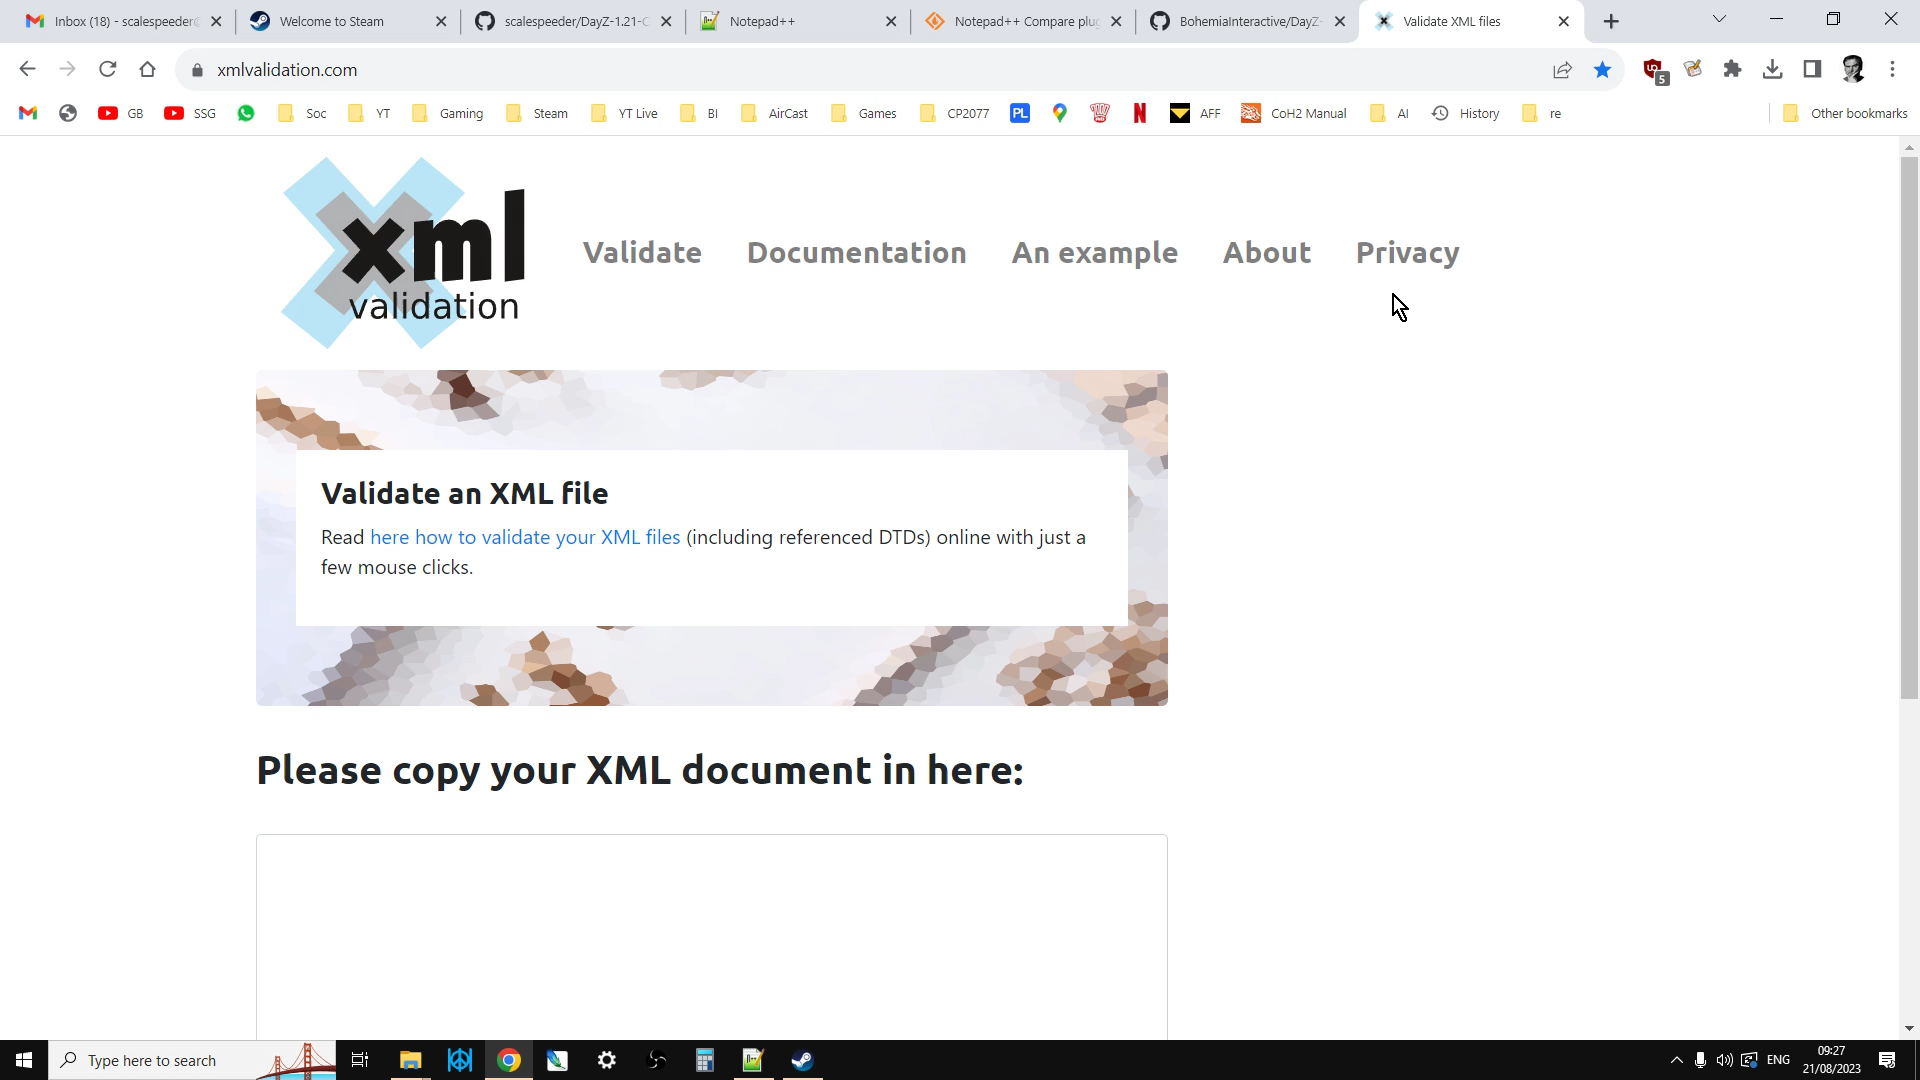 Inbox (18) - scalespeeder
Welcome to Steam
scalespeeder/DayZ-1.21-C
Notepad++
Notepad++ Compare plug
BohemiaInteractive/DayZ-
Validate XML files
xmlvalidation.com
5
GB
SSG
Soc
YT
Gaming
Steam
YT Live
BI
AirCast
Games
CP2077
PL
N
AFF
CoH2 Manual
AI
History
re
Other bookmarks
xml
validation
Validate
Documentation
An example
About
Privacy
Validate an XML file
Read here how to validate your XML files (including referenced DTDs) online with just a
few mouse clicks.
Please copy your XML document in here:
Type here to search
ENG
09:27
21/08/2023